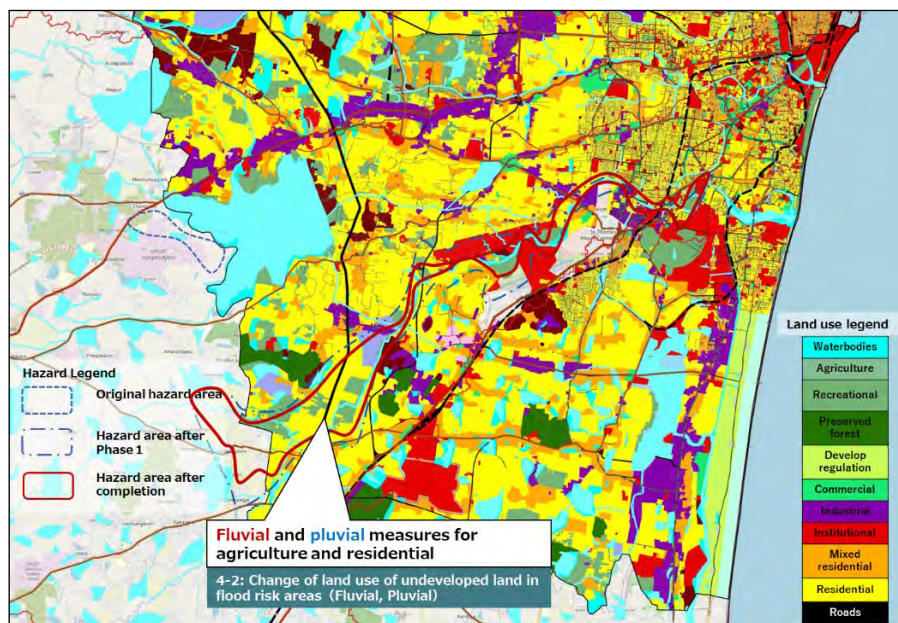 Hazard Legend
Original hazard area
Hazard area after
Phase 1
Hazard area after
completion
Fluvial and pluvial measures for
agriculture and residential
4-2: Change of land use of undeveloped land in
flood risk areas (Fluvial, Pluvial)
Land use legend
Waterbodies
Agriculture
Recreational
Preserved
forest
Develop
regulation
Commercial
Industrial
Institutional
Mixed
residential
Residential
Roads